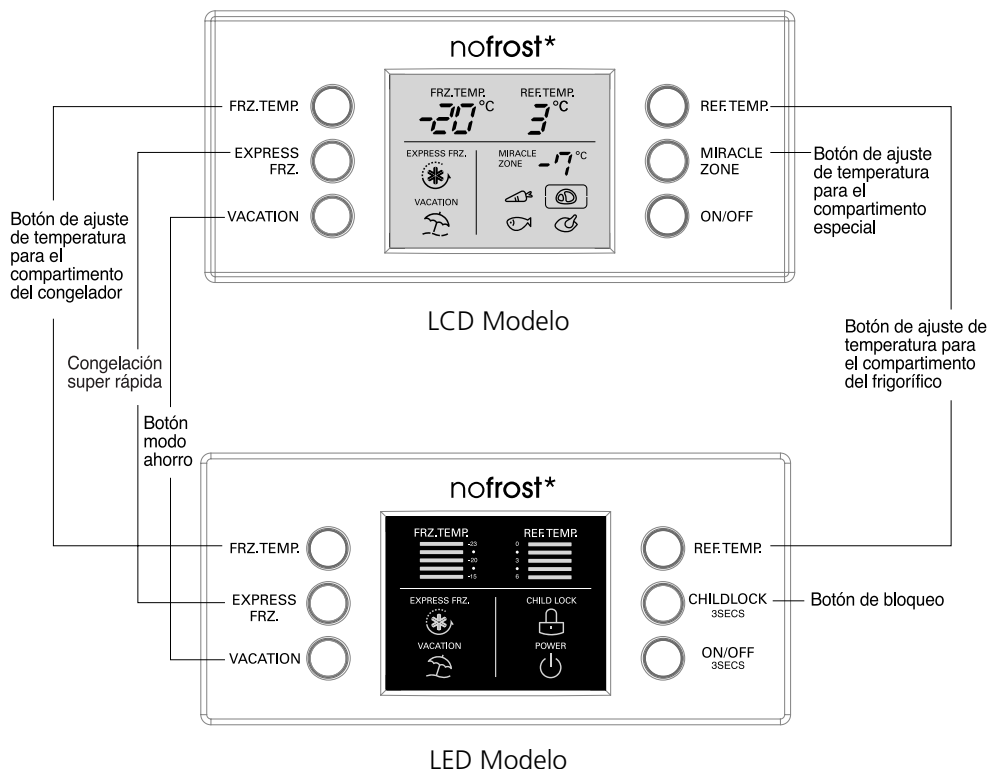 nofrost*
FRZ.TEMP.
EXPRESS
FRZ.
VACATION
FRZ.TEMP.
-20 °C
REF.TEMP.
3 °C
EXPRESS FRZ.
VACATION
MIRACLE
ZONE
-7 °C
REF.TEMP.
MIRACLE
ZONE
ON/OFF
Botón de ajuste
de temperatura
para el
compartimento
especial
Botón de ajuste
de temperatura
para el
compartimento
del congelador
LCD Modelo
Botón de ajuste de
temperatura para
el compartimento
del frigorífico
Congelación
super rápida
Botón
modo
ahorro
nofrost*
FRZ.TEMP.
EXPRESS
FRZ.
VACATION
FRZ.TEMP.
-23
-20
-15
REF.TEMP.
0
3
6
EXPRESS FRZ.
VACATION
CHILD LOCK
POWER
REF.TEMP.
CHILDLOCK
3SECS
ON/OFF
3SECS
Botón de bloqueo
LED Modelo